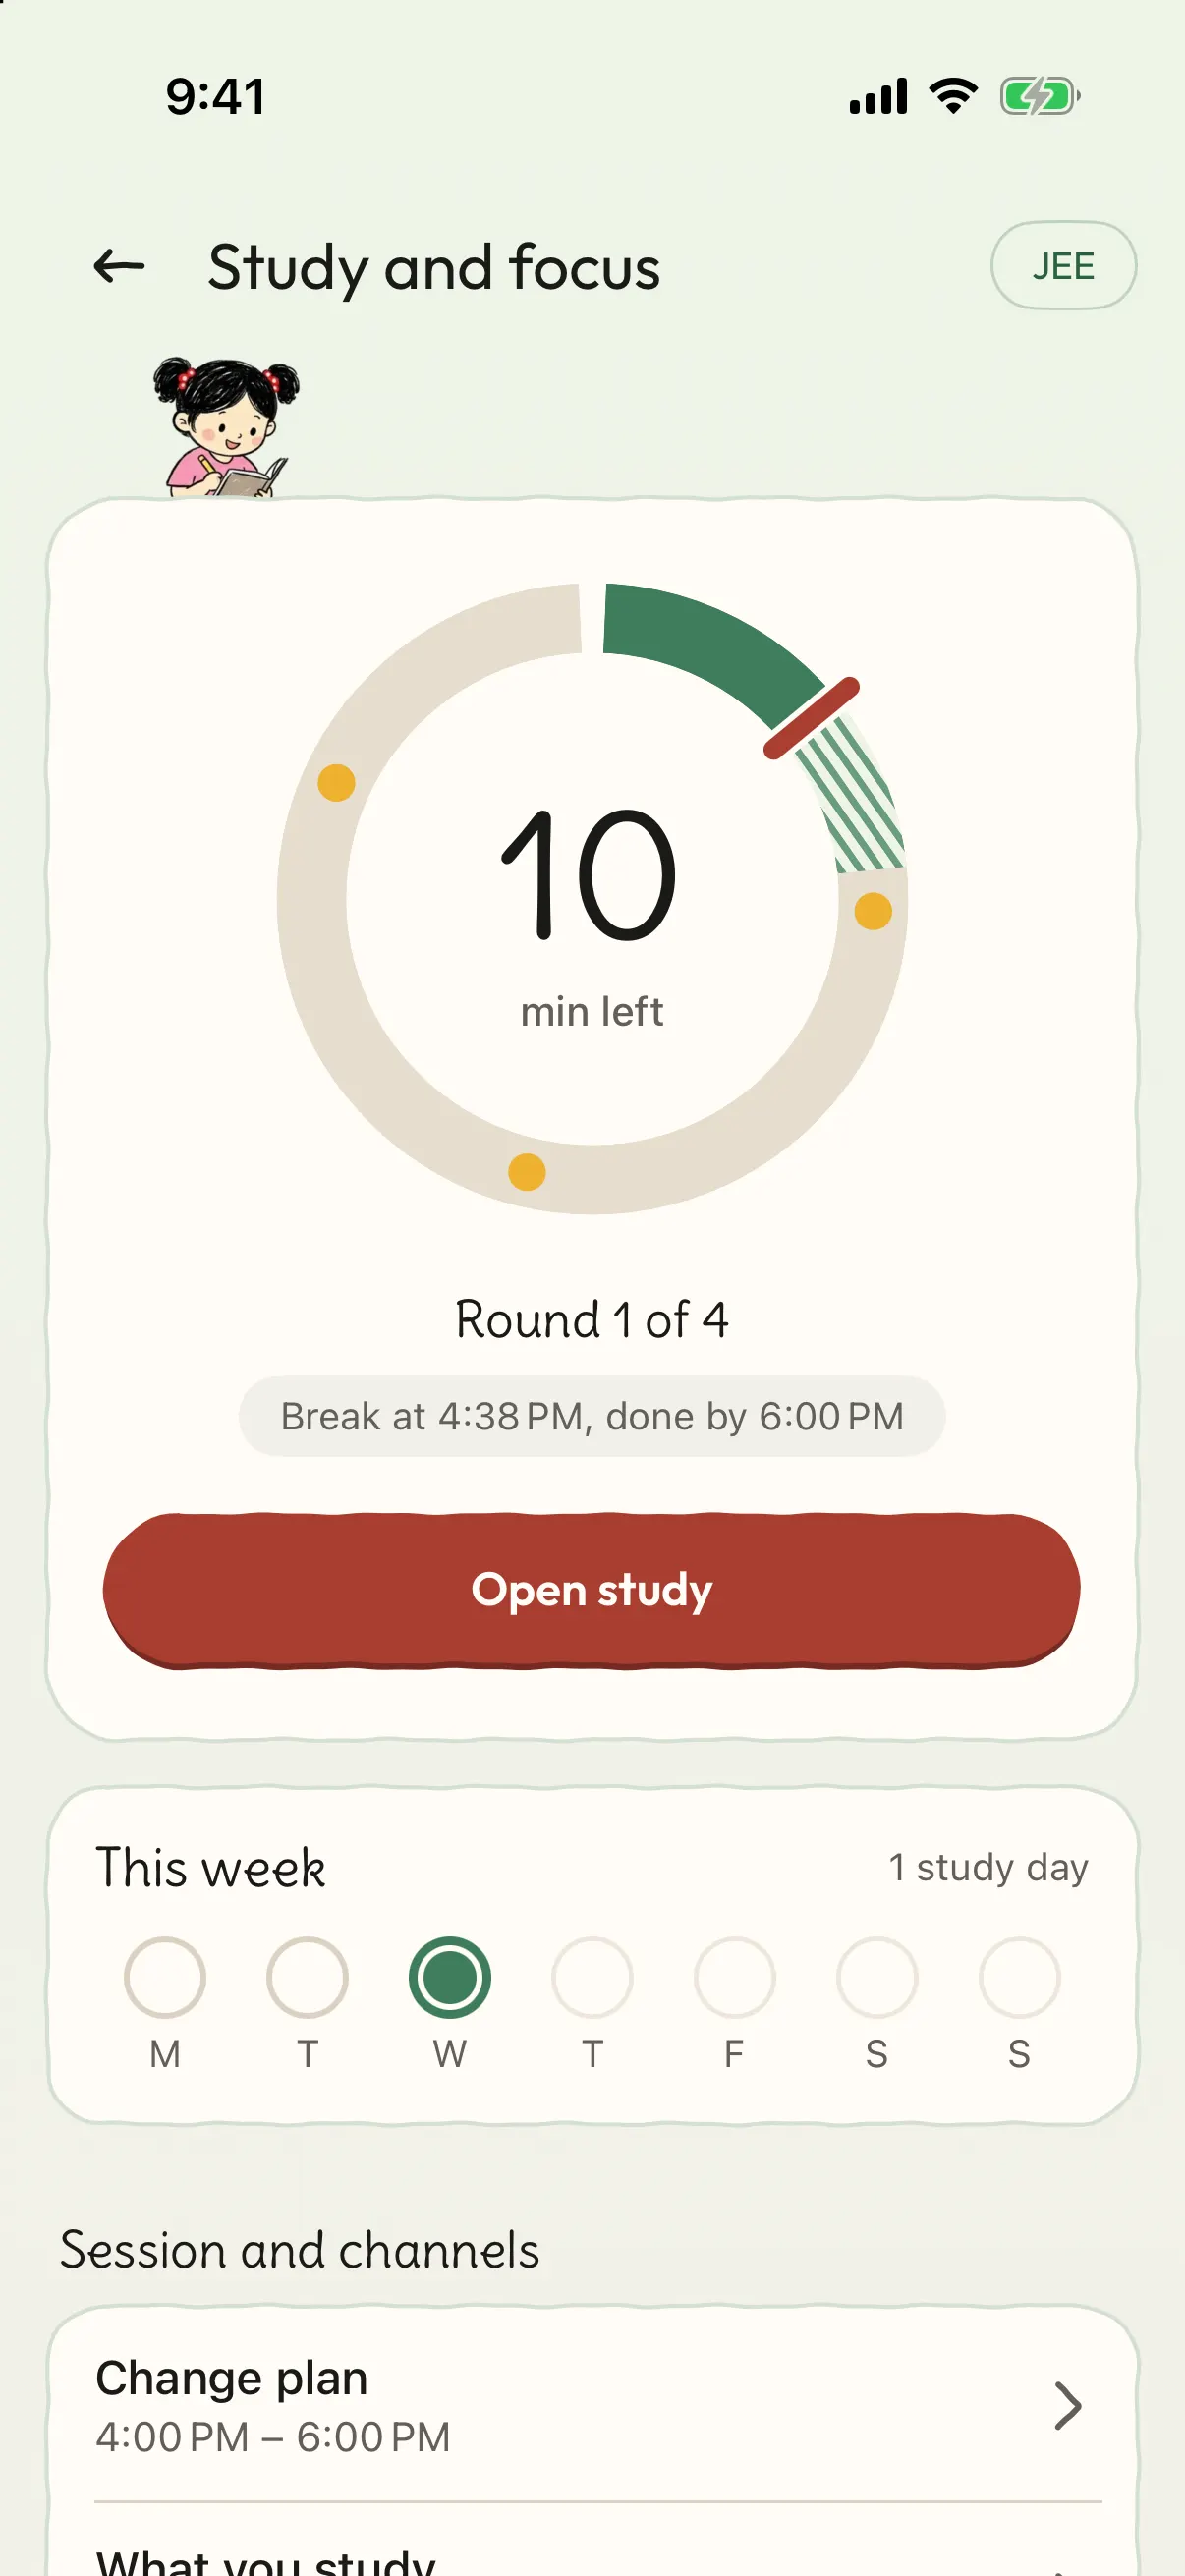 9:41
Study and focus
JEE
10
min left
Round 1 of 4
Break at 4:38 PM, done by 6:00 PM
Open study
This week
1 study day
M T W T F S S
Session and channels
Change plan
4:00 PM – 6:00 PM
What you study